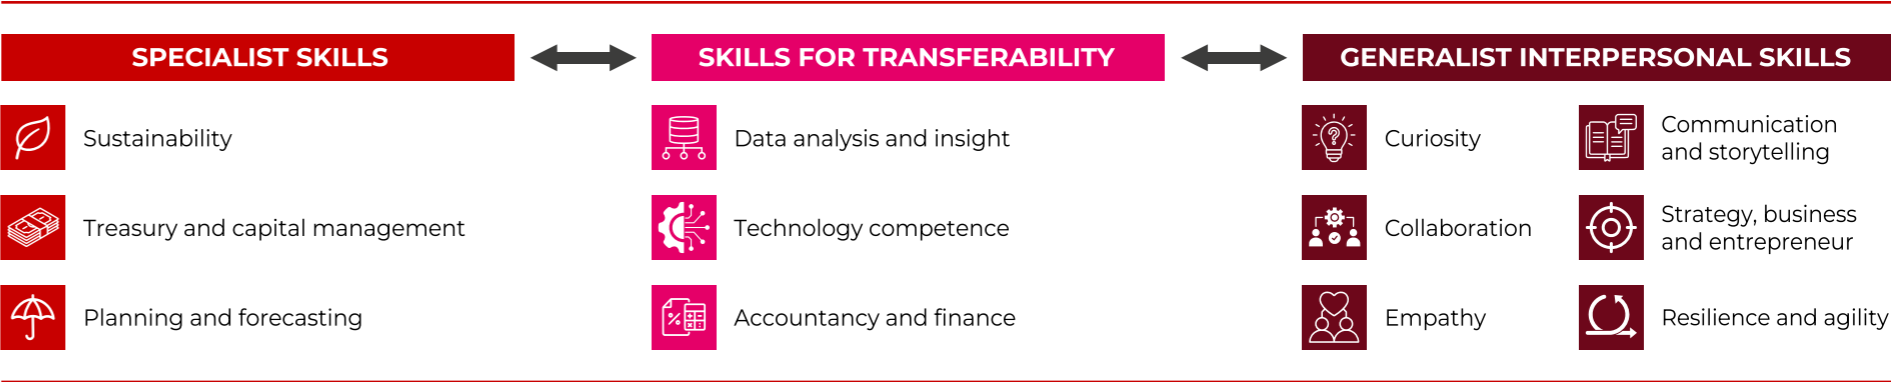 SPECIALIST SKILLS
Sustainability
Treasury and capital management
Planning and forecasting
SKILLS FOR TRANSFERABILITY
Data analysis and insight
Technology competence
Accountancy and finance
GENERALIST INTERPERSONAL SKILLS
Curiosity
Collaboration
Empathy
Communication
and storytelling
Strategy, business
and entrepreneur
Resilience and agility